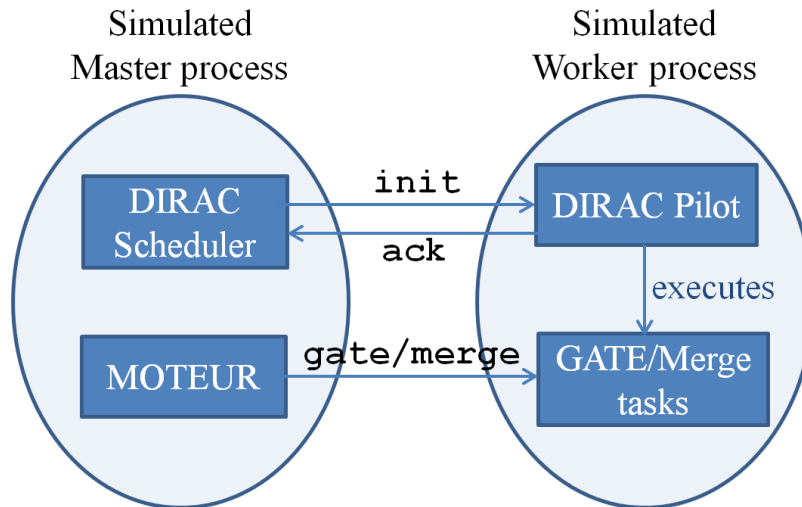 Simulated
Master process
Simulated
Worker process
DIRAC
Scheduler
init
ack
DIRAC Pilot
executes
MOTEUR
gate/merge
GATE/Merge
tasks